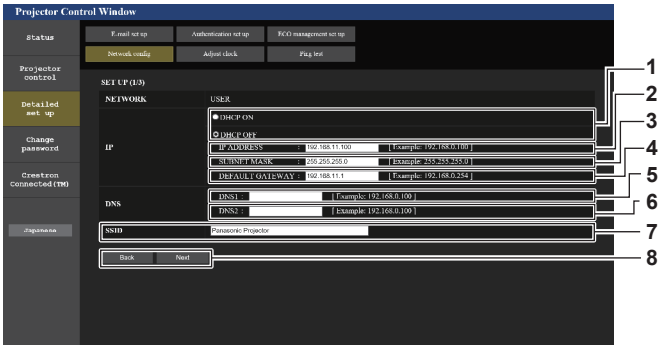 Projector Control Window
Status
Projector
control
Detailed
set up
Change
password
Crestron
Connected(TM)
Japanese
E-mail set up
Authentication set up
ECO management set up
Network config
Adjust clock
Ping test
SET UP (1/3)
NETWORK USER
IP
DHCP ON
DHCP OFF
IP ADDRESS : 192.168.11.100 [ Example: 192.168.0.100 ]
SUBNET MASK : 255.255.255.0 [ Example: 255.255.255.0 ]
DEFAULT GATEWAY : 192.168.11.1 [ Example: 192.168.0.254 ]
DNS
DNS1 : [ Example: 192.168.0.100 ]
DNS2 : [ Example: 192.168.0.100 ]
SSID Panasonic Projector
Back Next
1
2
3
4
5
6
7
8